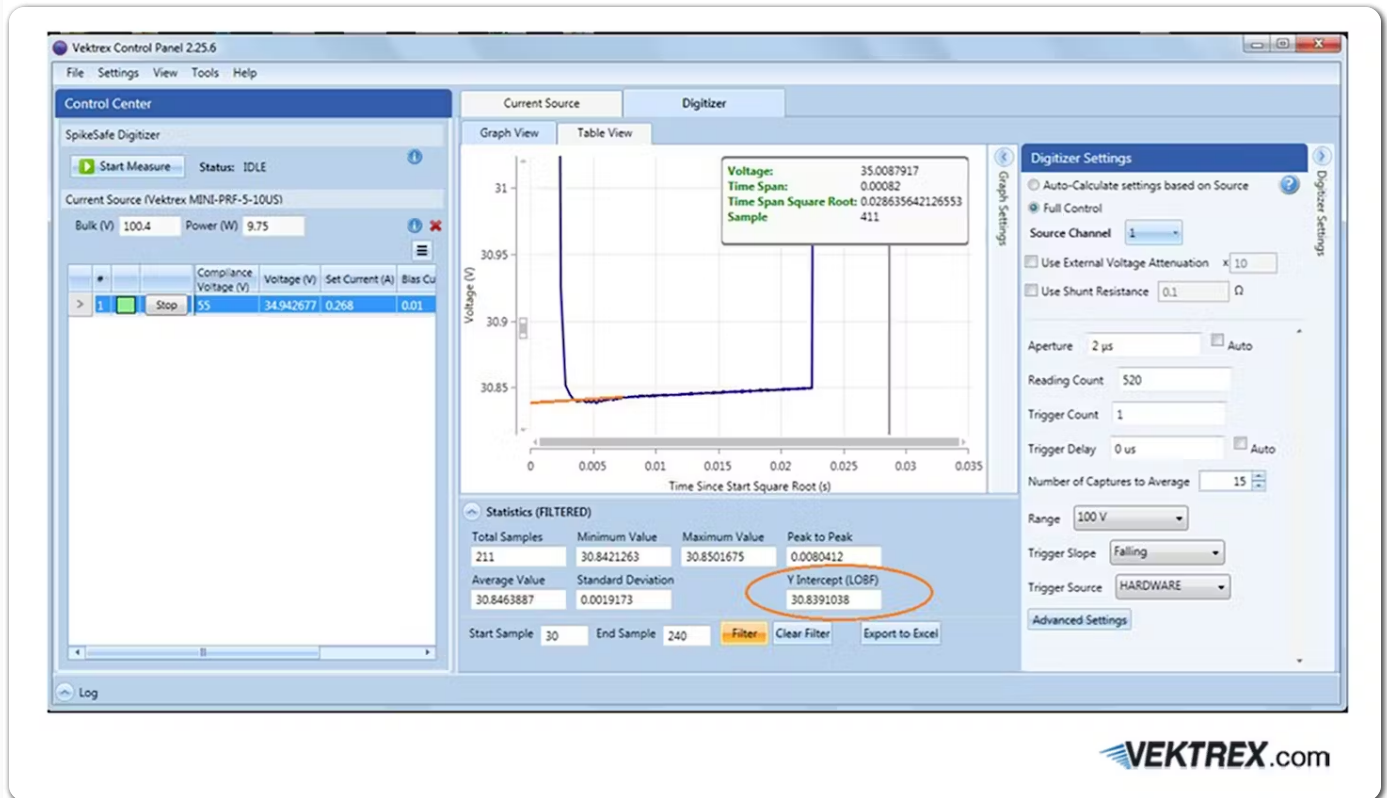 Vektrex Control Panel 2.25.6
File Settings View Tools Help
Control Center
SpikeSafe Digitizer
Start Measure Status: IDLE
Current Source (Vektrex MINI-PRF-5-10US)
Bulk (V) 100.4 Power (W) 9.75
# Compliance Voltage (V) Voltage (V) Set Current (A) Bias Cu
> 1 Stop 55 34.942677 0.268 0.01
Current Source Digitizer
Graph View Table View
Voltage: 35.0087917
Time Span: 0.00082
Time Span Square Root: 0.028635642126553
Sample 411
Voltage (V)
31
30.95
30.9
30.85
0 0.005 0.01 0.015 0.02 0.025 0.03 0.035
Time Since Start Square Root (s)
Graph Settings
Statistics (FILTERED)
Total Samples Minimum Value Maximum Value Peak to Peak
211 30.8421263 30.8501675 0.0080412
Average Value Standard Deviation Y Intercept (LOBF)
30.8463887 0.0019173 30.8391038
Start Sample 30 End Sample 240 Filter Clear Filter Export to Excel
Digitizer Settings
Auto-Calculate settings based on Source
Full Control
Source Channel 1
Use External Voltage Attenuation x 10
Use Shunt Resistance 0.1 Ω
Aperture 2 µs Auto
Reading Count 520
Trigger Count 1
Trigger Delay 0 us Auto
Number of Captures to Average 15
Range 100 V
Trigger Slope Falling
Trigger Source HARDWARE
Advanced Settings
Digitizer Settings
Log
VEKTREX.com